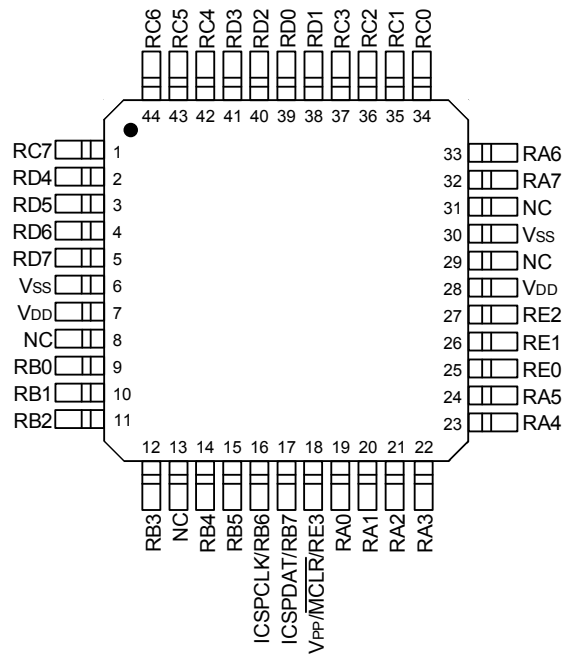 RC6
RC5
RC4
RD3
RD2
RD0
RD1
RC3
RC2
RC1
RC0
44
43
42
41
40
39
38
37
36
35
34
RC7 1
RD4 2
RD5 3
RD6 4
RD7 5
VSS 6
VDD 7
NC 8
RB0 9
RB1 10
RB2 11
33 RA6
32 RA7
31 NC
30 VSS
29 NC
28 VDD
27 RE2
26 RE1
25 RE0
24 RA5
23 RA4
12
13
14
15
16
17
18
19
20
21
22
RB3
NC
RB4
RB5
ICSPCLK/RB6
ICSPDAT/RB7
VPP/MCLR/RE3
RA0
RA1
RA2
RA3